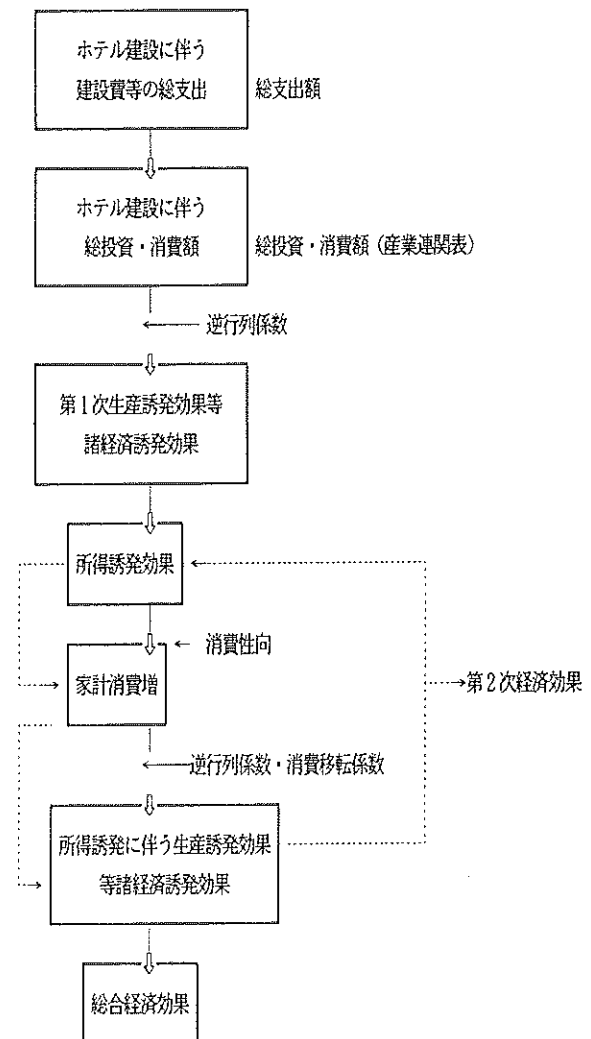 ホテル建設に伴う
建設費等の総支出
総支出額
ホテル建設に伴う
総投資・消費額
総投資・消費額（産業連関表）
逆行列係数
第1次生産誘発効果等
諸経済誘発効果
所得誘発効果
消費性向
家計消費増
第2次経済効果
逆行列係数・消費移転係数
所得誘発に伴う生産誘発効果
等諸経済誘発効果
総合経済効果